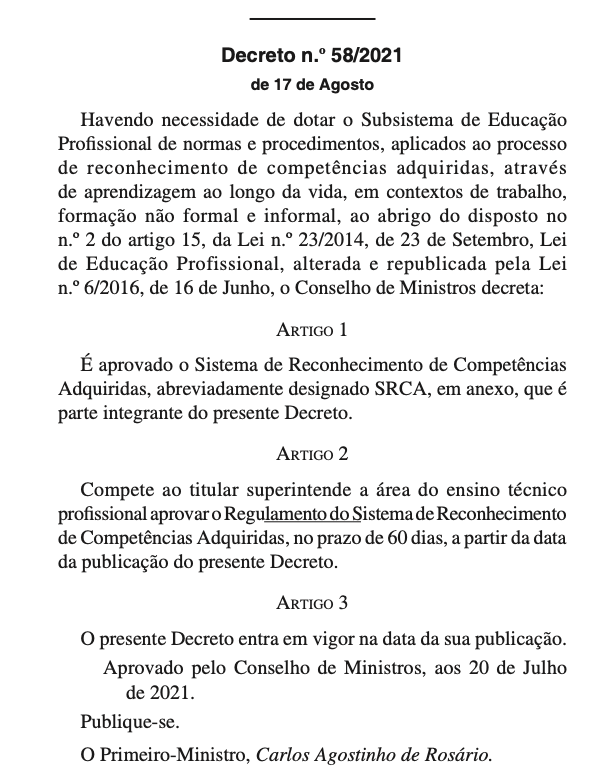 Decreto n.º 58/2021
de 17 de Agosto
Havendo necessidade de dotar o Subsistema de Educação
Profissional de normas e procedimentos, aplicados ao processo
de reconhecimento de competências adquiridas, através
de aprendizagem ao longo da vida, em contextos de trabalho,
formação não formal e informal, ao abrigo do disposto no
n.º 2 do artigo 15, da Lei n.º 23/2014, de 23 de Setembro, Lei
de Educação Profissional, alterada e republicada pela Lei
n.º 6/2016, de 16 de Junho, o Conselho de Ministros decreta:
Artigo 1
É aprovado o Sistema de Reconhecimento de Competências
Adquiridas, abreviadamente designado SRCA, em anexo, que é
parte integrante do presente Decreto.
Artigo 2
Compete ao titular superintende a área do ensino técnico
profissional aprovar o Regulamento do Sistema de Reconhecimento
de Competências Adquiridas, no prazo de 60 dias, a partir da data
da publicação do presente Decreto.
Artigo 3
O presente Decreto entra em vigor na data da sua publicação.
Aprovado pelo Conselho de Ministros, aos 20 de Julho
de 2021.
Publique-se.
O Primeiro-Ministro, Carlos Agostinho de Rosário.